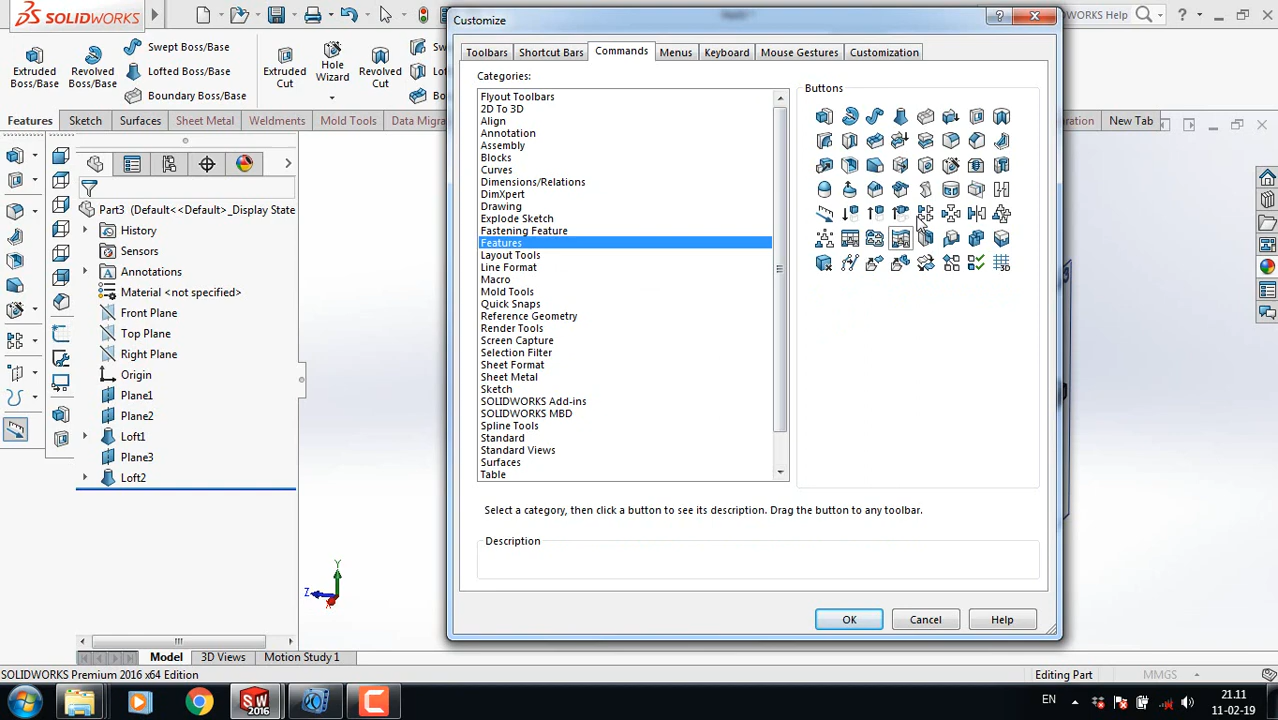 SOLIDWORKS
Customize
SOLIDWORKS Help
Extruded Boss/Base
Revolved Boss/Base
Swept Boss/Base
Lofted Boss/Base
Boundary Boss/Base
Extruded Cut
Hole Wizard
Revolved Cut
Features
Sketch
Surfaces
Sheet Metal
Weldments
Mold Tools
Data Migra
New Tab
Part3 (Default<<Default>_Display State
History
Sensors
Annotations
Material <not specified>
Front Plane
Top Plane
Right Plane
Origin
Plane1
Plane2
Loft1
Plane3
Loft2
Toolbars
Shortcut Bars
Commands
Menus
Keyboard
Mouse Gestures
Customization
Categories:
Flyout Toolbars
2D To 3D
Align
Annotation
Assembly
Blocks
Curves
Dimensions/Relations
DimXpert
Drawing
Explode Sketch
Fastening Feature
Features
Layout Tools
Line Format
Macro
Mold Tools
Quick Snaps
Reference Geometry
Render Tools
Screen Capture
Selection Filter
Sheet Format
Sheet Metal
Sketch
SOLIDWORKS Add-ins
SOLIDWORKS MBD
Spline Tools
Standard
Standard Views
Surfaces
Table
Buttons
Select a category, then click a button to see its description. Drag the button to any toolbar.
Description
OK
Cancel
Help
Y
Z
X
Model
3D Views
Motion Study 1
SOLIDWORKS Premium 2016 x64 Edition
Editing Part
MMGS
SW
2016
EN
21.11
11-02-19